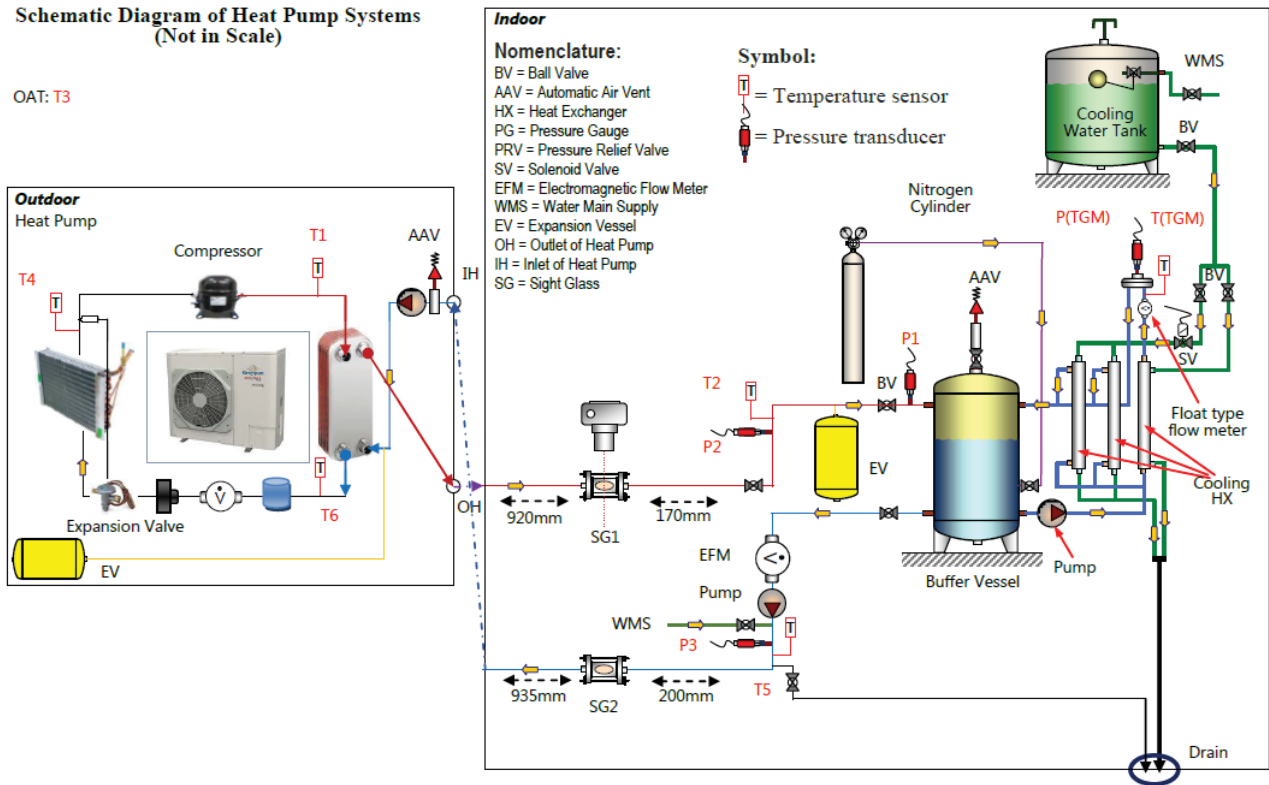 Schematic Diagram of Heat Pump Systems
(Not in Scale)
OAT: T3
Outdoor
Heat Pump
Compressor
T1
AAV
IH
T4
T
T
Expansion Valve
V
T
T6
OH
EV
Indoor
Nomenclature:
BV = Ball Valve
AAV = Automatic Air Vent
HX = Heat Exchanger
PG = Pressure Gauge
PRV = Pressure Relief Valve
SV = Solenoid Valve
EFM = Electromagnetic Flow Meter
WMS = Water Main Supply
EV = Expansion Vessel
OH = Outlet of Heat Pump
IH = Inlet of Heat Pump
SG = Sight Glass
Symbol:
T = Temperature sensor
= Pressure transducer
WMS
Cooling
Water Tank
BV
Nitrogen
Cylinder
P(TGM)
T(TGM)
T
BV
AAV
SV
P1
BV
T2
T
P2
EV
Float type
flow meter
Cooling
HX
920mm
170mm
SG1
EFM
V
Pump
Buffer Vessel
Pump
WMS
P3
T
T5
935mm
200mm
SG2
Drain